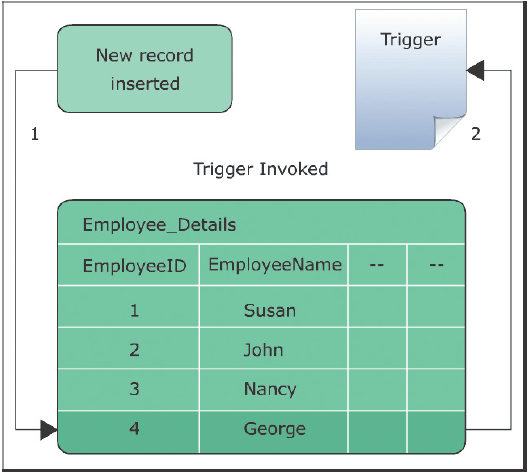 New record
inserted
Trigger
1
2
Trigger Invoked
Employee_Details
EmployeeID EmployeeName -- --
1 Susan
2 John
3 Nancy
4 George